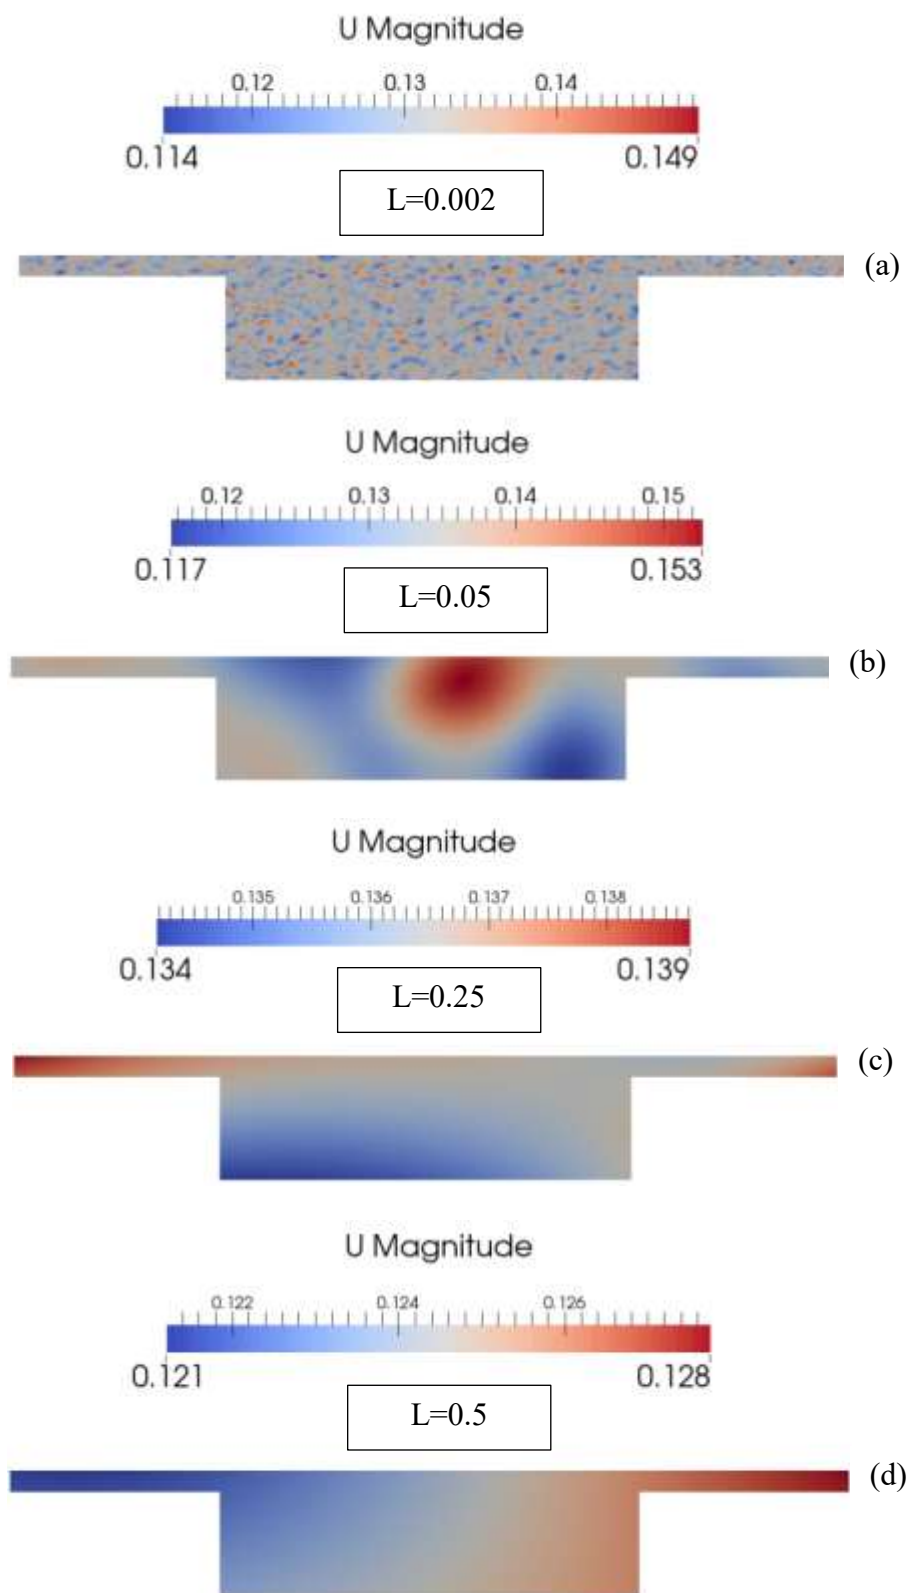 U Magnitude
0.12 0.13 0.14
0.114 0.149
L=0.002
(a)
U Magnitude
0.12 0.13 0.14 0.15
0.117 0.153
L=0.05
(b)
U Magnitude
0.135 0.136 0.137 0.138
0.134 0.139
L=0.25
(c)
U Magnitude
0.122 0.124 0.126
0.121 0.128
L=0.5
(d)